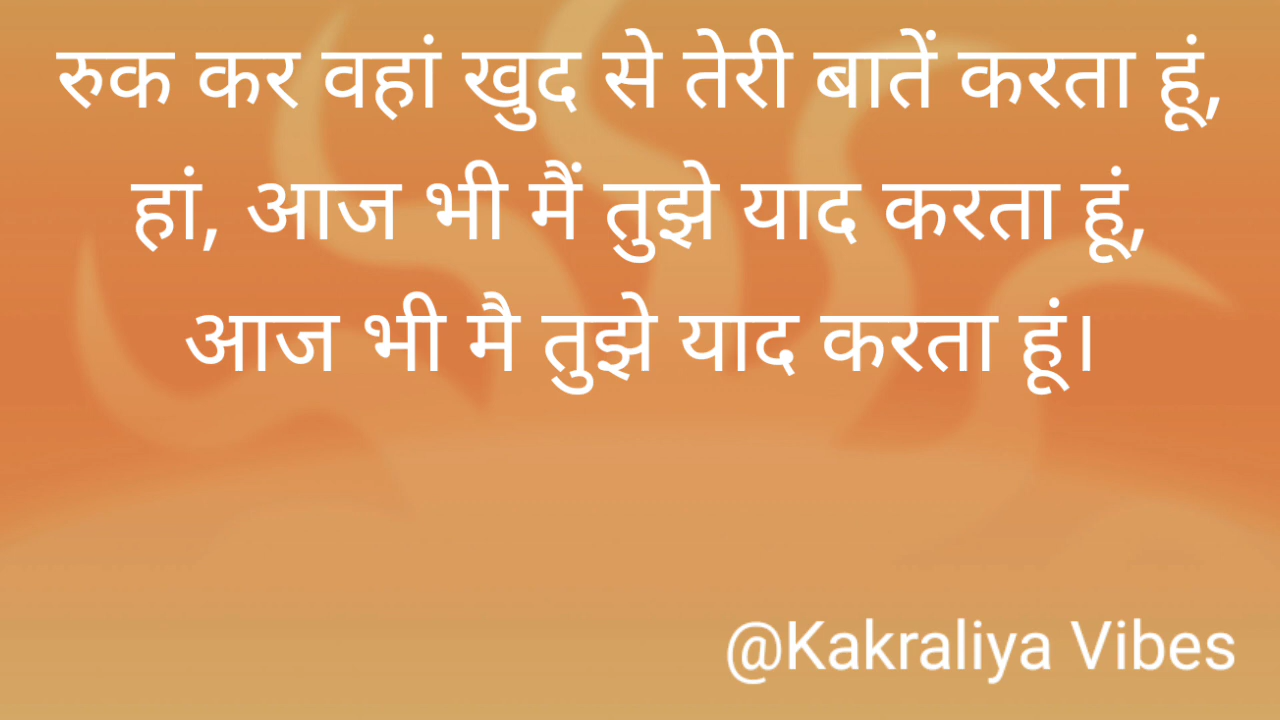 रुक कर वहां खुद से तेरी बातें करता हूं,
हां, आज भी मैं तुझे याद करता हूं,
आज भी मै तुझे याद करता हूं।
@Kakraliya Vibes